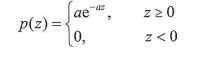 p(z) = { ae^{-az}, z ≥ 0
0, z < 0